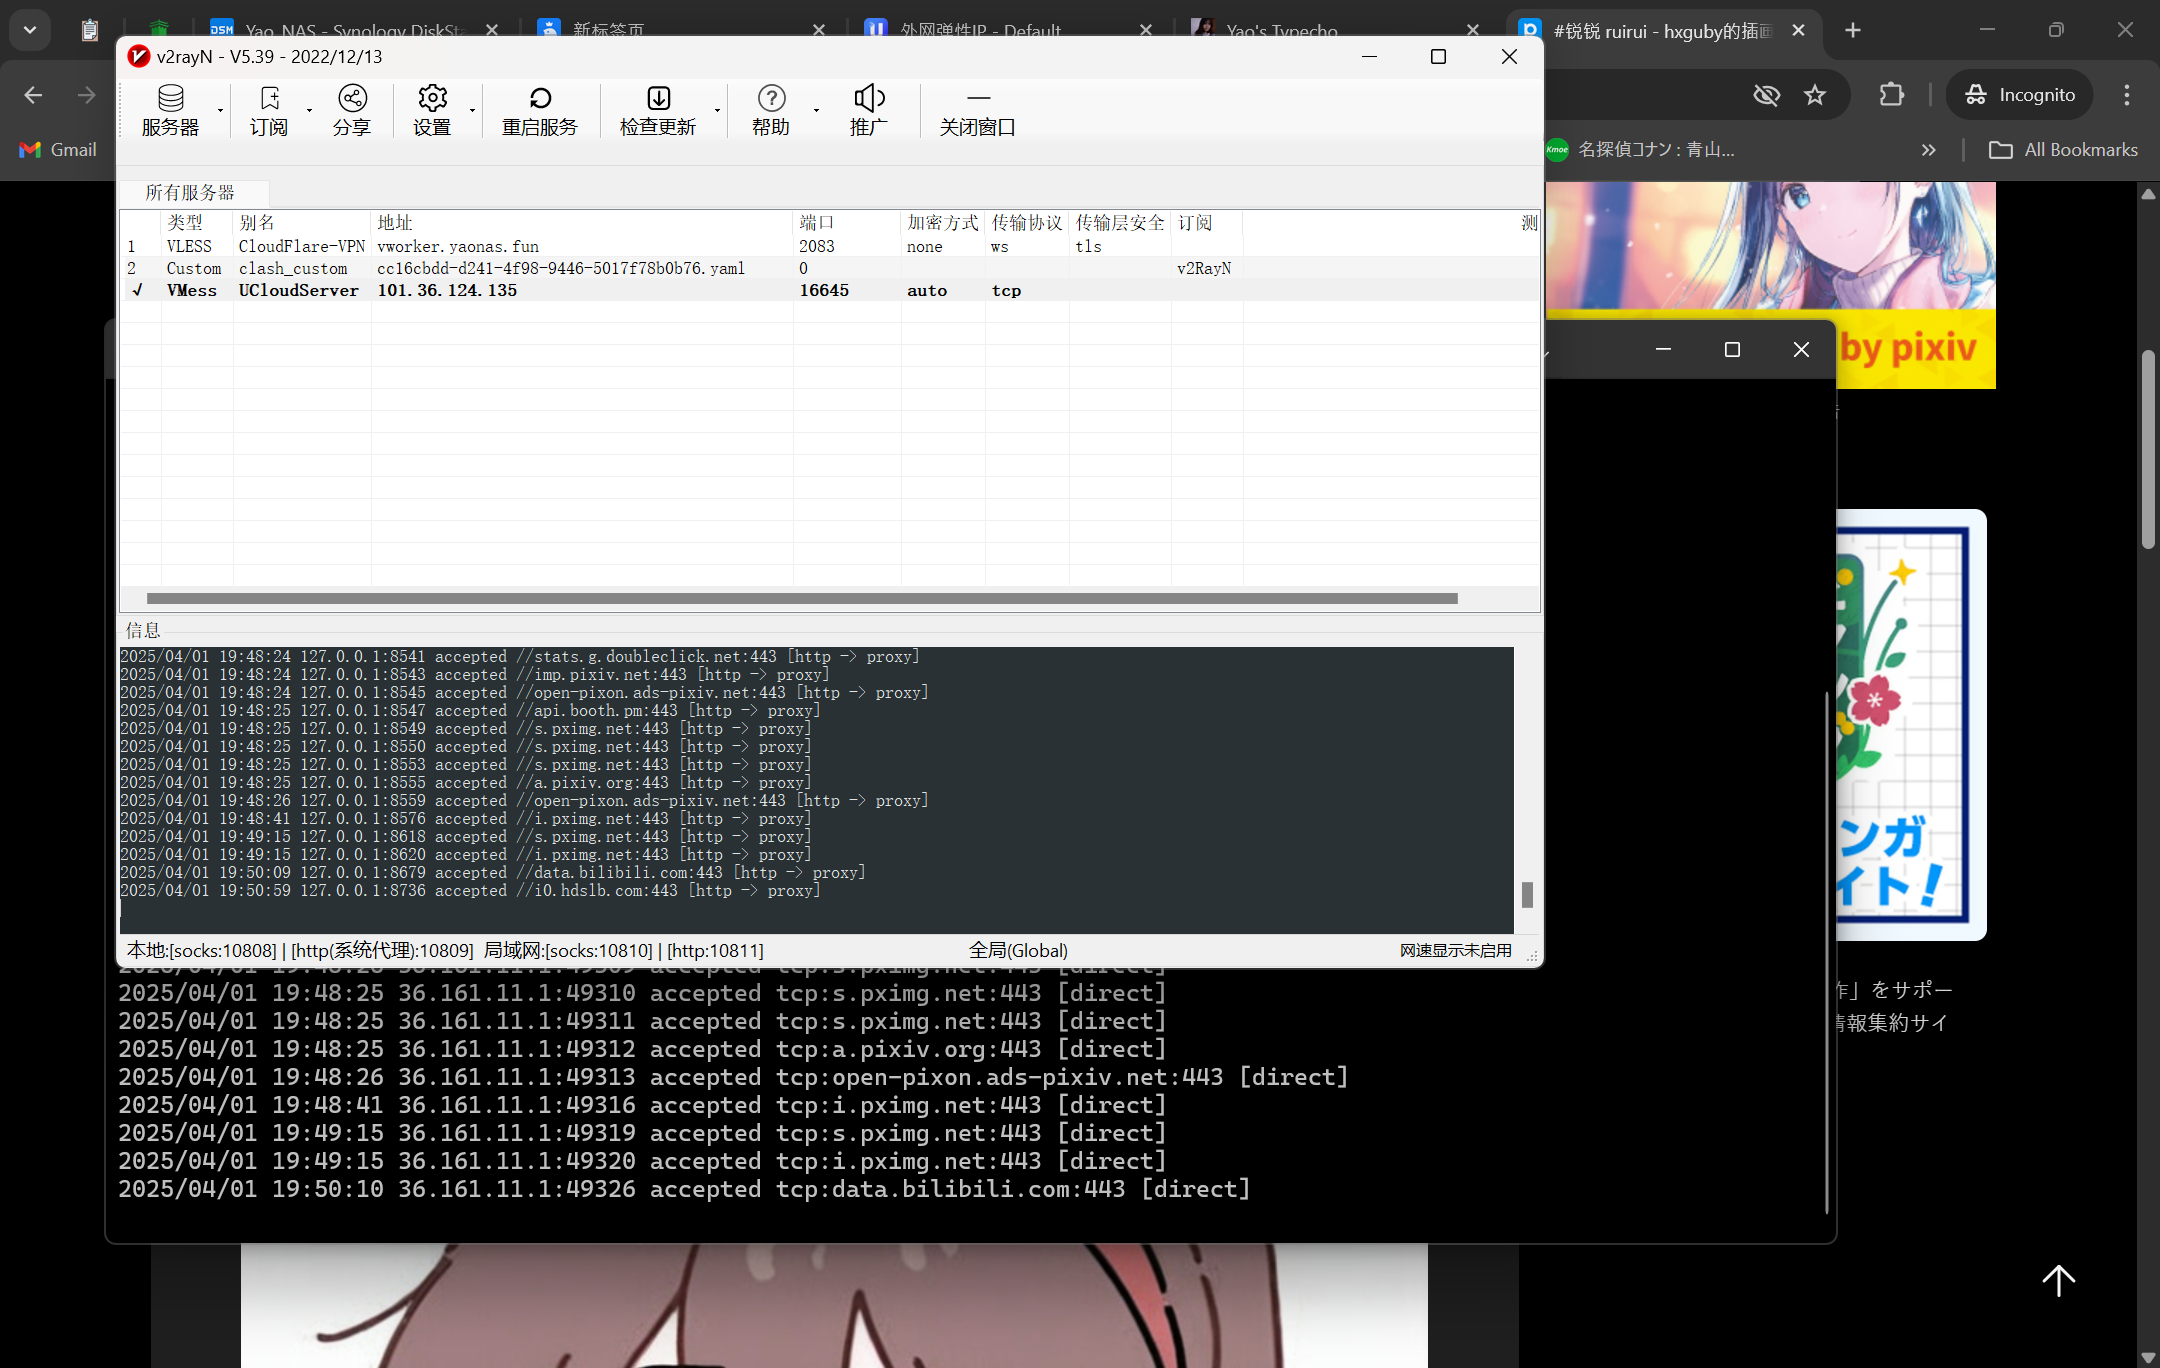 Yao_NAS - Synology DiskSta
新标签页
外网弹性IP - Default
Yao's Typecho
#锐锐 ruirui - hxguby的插画
v2rayN - V5.39 - 2022/12/13
Incognito
服务器
订阅
分享
设置
重启服务
检查更新
帮助
推广
关闭窗口
Gmail
名探偵コナン : 青山...
All Bookmarks
所有服务器
类型 别名 地址 端口 加密方式 传输协议 传输层安全 订阅 测
1 VLESS CloudFlare-VPN vworker.yaonas.fun 2083 none ws tls
2 Custom clash_custom cc16cbdd-d241-4f98-9446-5017f78b0b76.yaml 0 v2RayN
√ VMess UCloudServer 101.36.124.135 16645 auto tcp
by pixiv
信息
2025/04/01 19:48:24 127.0.0.1:8541 accepted //stats.g.doubleclick.net:443 [http -> proxy]
2025/04/01 19:48:24 127.0.0.1:8543 accepted //imp.pixiv.net:443 [http -> proxy]
2025/04/01 19:48:24 127.0.0.1:8545 accepted //open-pixon.ads-pixiv.net:443 [http -> proxy]
2025/04/01 19:48:25 127.0.0.1:8547 accepted //api.booth.pm:443 [http -> proxy]
2025/04/01 19:48:25 127.0.0.1:8549 accepted //s.pximg.net:443 [http -> proxy]
2025/04/01 19:48:25 127.0.0.1:8550 accepted //s.pximg.net:443 [http -> proxy]
2025/04/01 19:48:25 127.0.0.1:8553 accepted //s.pximg.net:443 [http -> proxy]
2025/04/01 19:48:25 127.0.0.1:8555 accepted //a.pixiv.org:443 [http -> proxy]
2025/04/01 19:48:26 127.0.0.1:8559 accepted //open-pixon.ads-pixiv.net:443 [http -> proxy]
2025/04/01 19:48:41 127.0.0.1:8576 accepted //i.pximg.net:443 [http -> proxy]
2025/04/01 19:49:15 127.0.0.1:8618 accepted //s.pximg.net:443 [http -> proxy]
2025/04/01 19:49:15 127.0.0.1:8620 accepted //i.pximg.net:443 [http -> proxy]
2025/04/01 19:50:09 127.0.0.1:8679 accepted //data.bilibili.com:443 [http -> proxy]
2025/04/01 19:50:59 127.0.0.1:8736 accepted //i0.hdslb.com:443 [http -> proxy]
ンガ
イト!
本地:[socks:10808] | [http(系统代理):10809] 局域网:[socks:10810] | [http:10811]
全局(Global)
网速显示未启用
2025/04/01 19:48:25 36.161.11.1:49309 accepted tcp:s.pximg.net:443 [direct]
2025/04/01 19:48:25 36.161.11.1:49310 accepted tcp:s.pximg.net:443 [direct]
2025/04/01 19:48:25 36.161.11.1:49311 accepted tcp:s.pximg.net:443 [direct]
2025/04/01 19:48:25 36.161.11.1:49312 accepted tcp:a.pixiv.org:443 [direct]
2025/04/01 19:48:26 36.161.11.1:49313 accepted tcp:open-pixon.ads-pixiv.net:443 [direct]
2025/04/01 19:48:41 36.161.11.1:49316 accepted tcp:i.pximg.net:443 [direct]
2025/04/01 19:49:15 36.161.11.1:49319 accepted tcp:s.pximg.net:443 [direct]
2025/04/01 19:49:15 36.161.11.1:49320 accepted tcp:i.pximg.net:443 [direct]
2025/04/01 19:50:10 36.161.11.1:49326 accepted tcp:data.bilibili.com:443 [direct]
作」をサポー
情報集約サイ